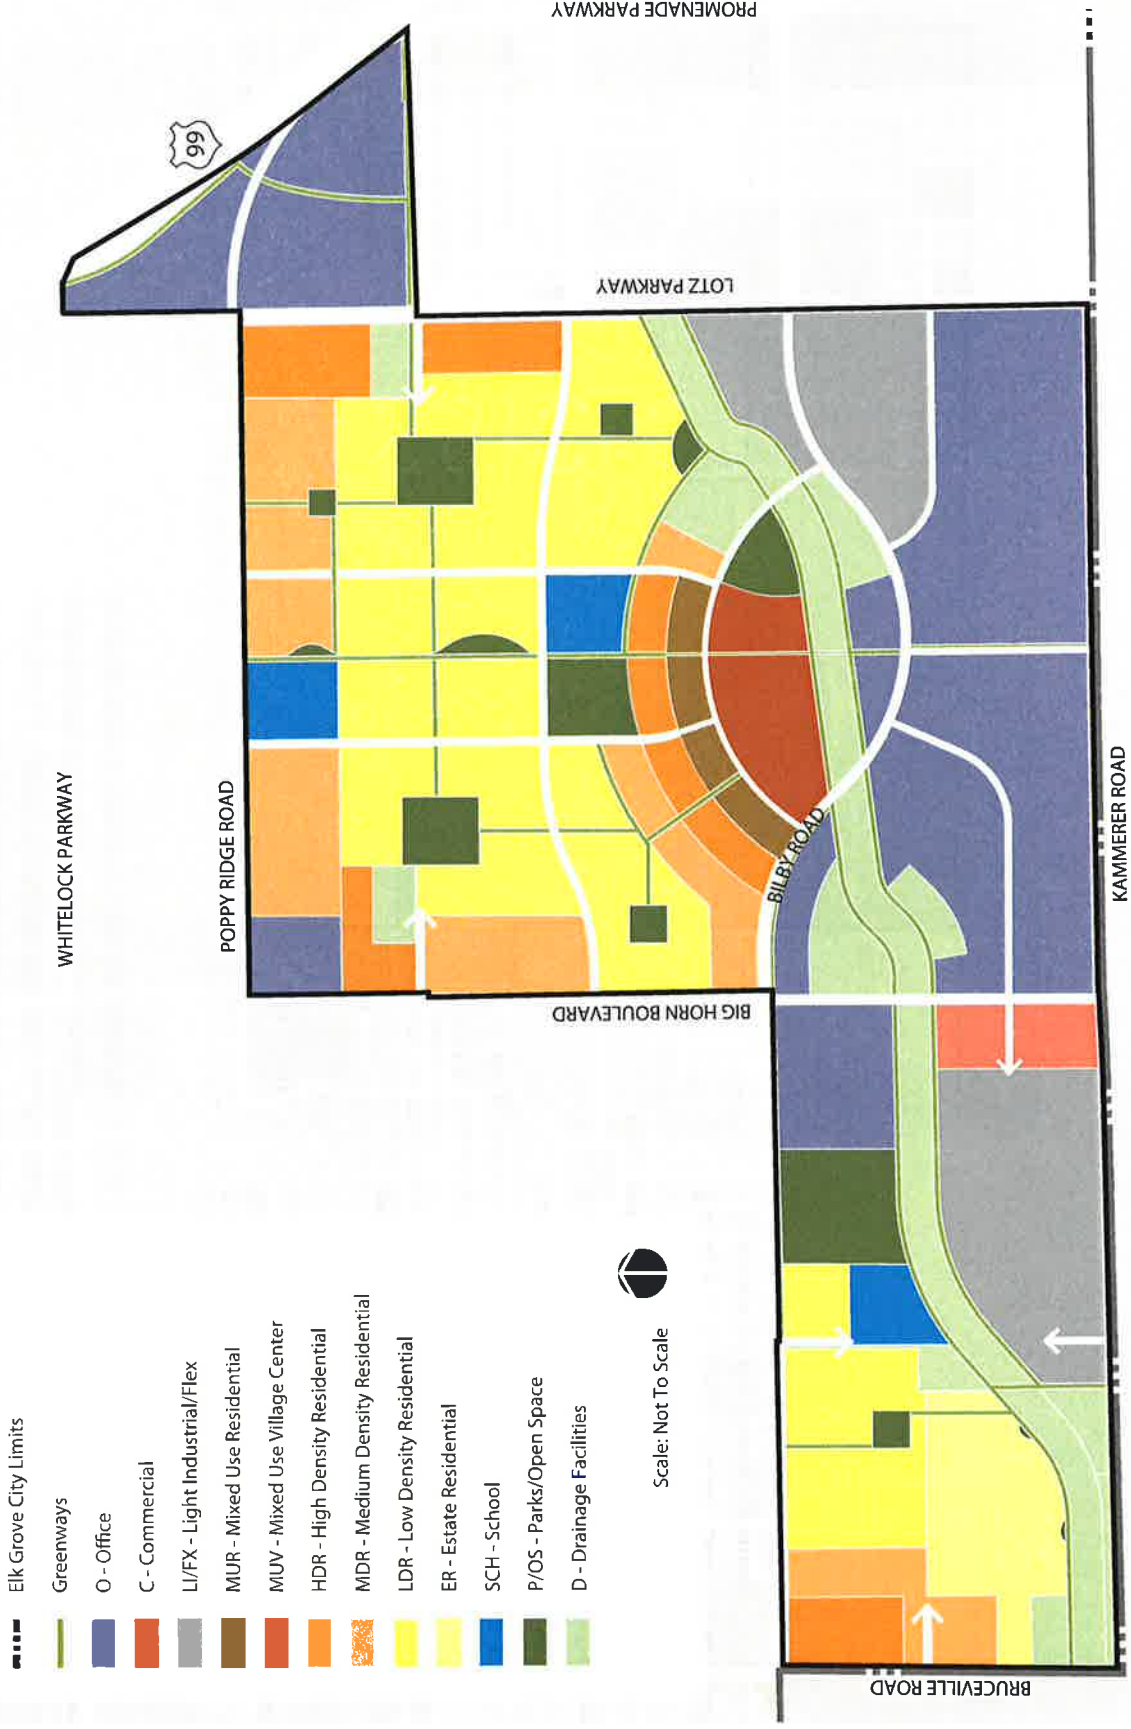 Elk Grove City Limits
Greenways
O - Office
C - Commercial
LI/FX - Light Industrial/Flex
MUR - Mixed Use Residential
MUV - Mixed Use Village Center
HDR - High Density Residential
MDR - Medium Density Residential
LDR - Low Density Residential
ER - Estate Residential
SCH - School
P/OS - Parks/Open Space
D - Drainage Facilities
Scale: Not To Scale
WHITELOCK PARKWAY
POPPY RIDGE ROAD
99
BIG HORN BOULEVARD
LOTZ PARKWAY
PROMENADE PARKWAY
BILBY ROAD
BRUCEVILLE ROAD
KAMMERER ROAD